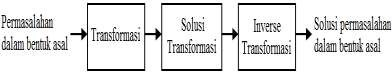 Permasalahan
dalam bentuk asal
Transformasi
Solusi
Transformasi
Inverse
Transformasi
Solusi permasalahan
dalam bentuk asal